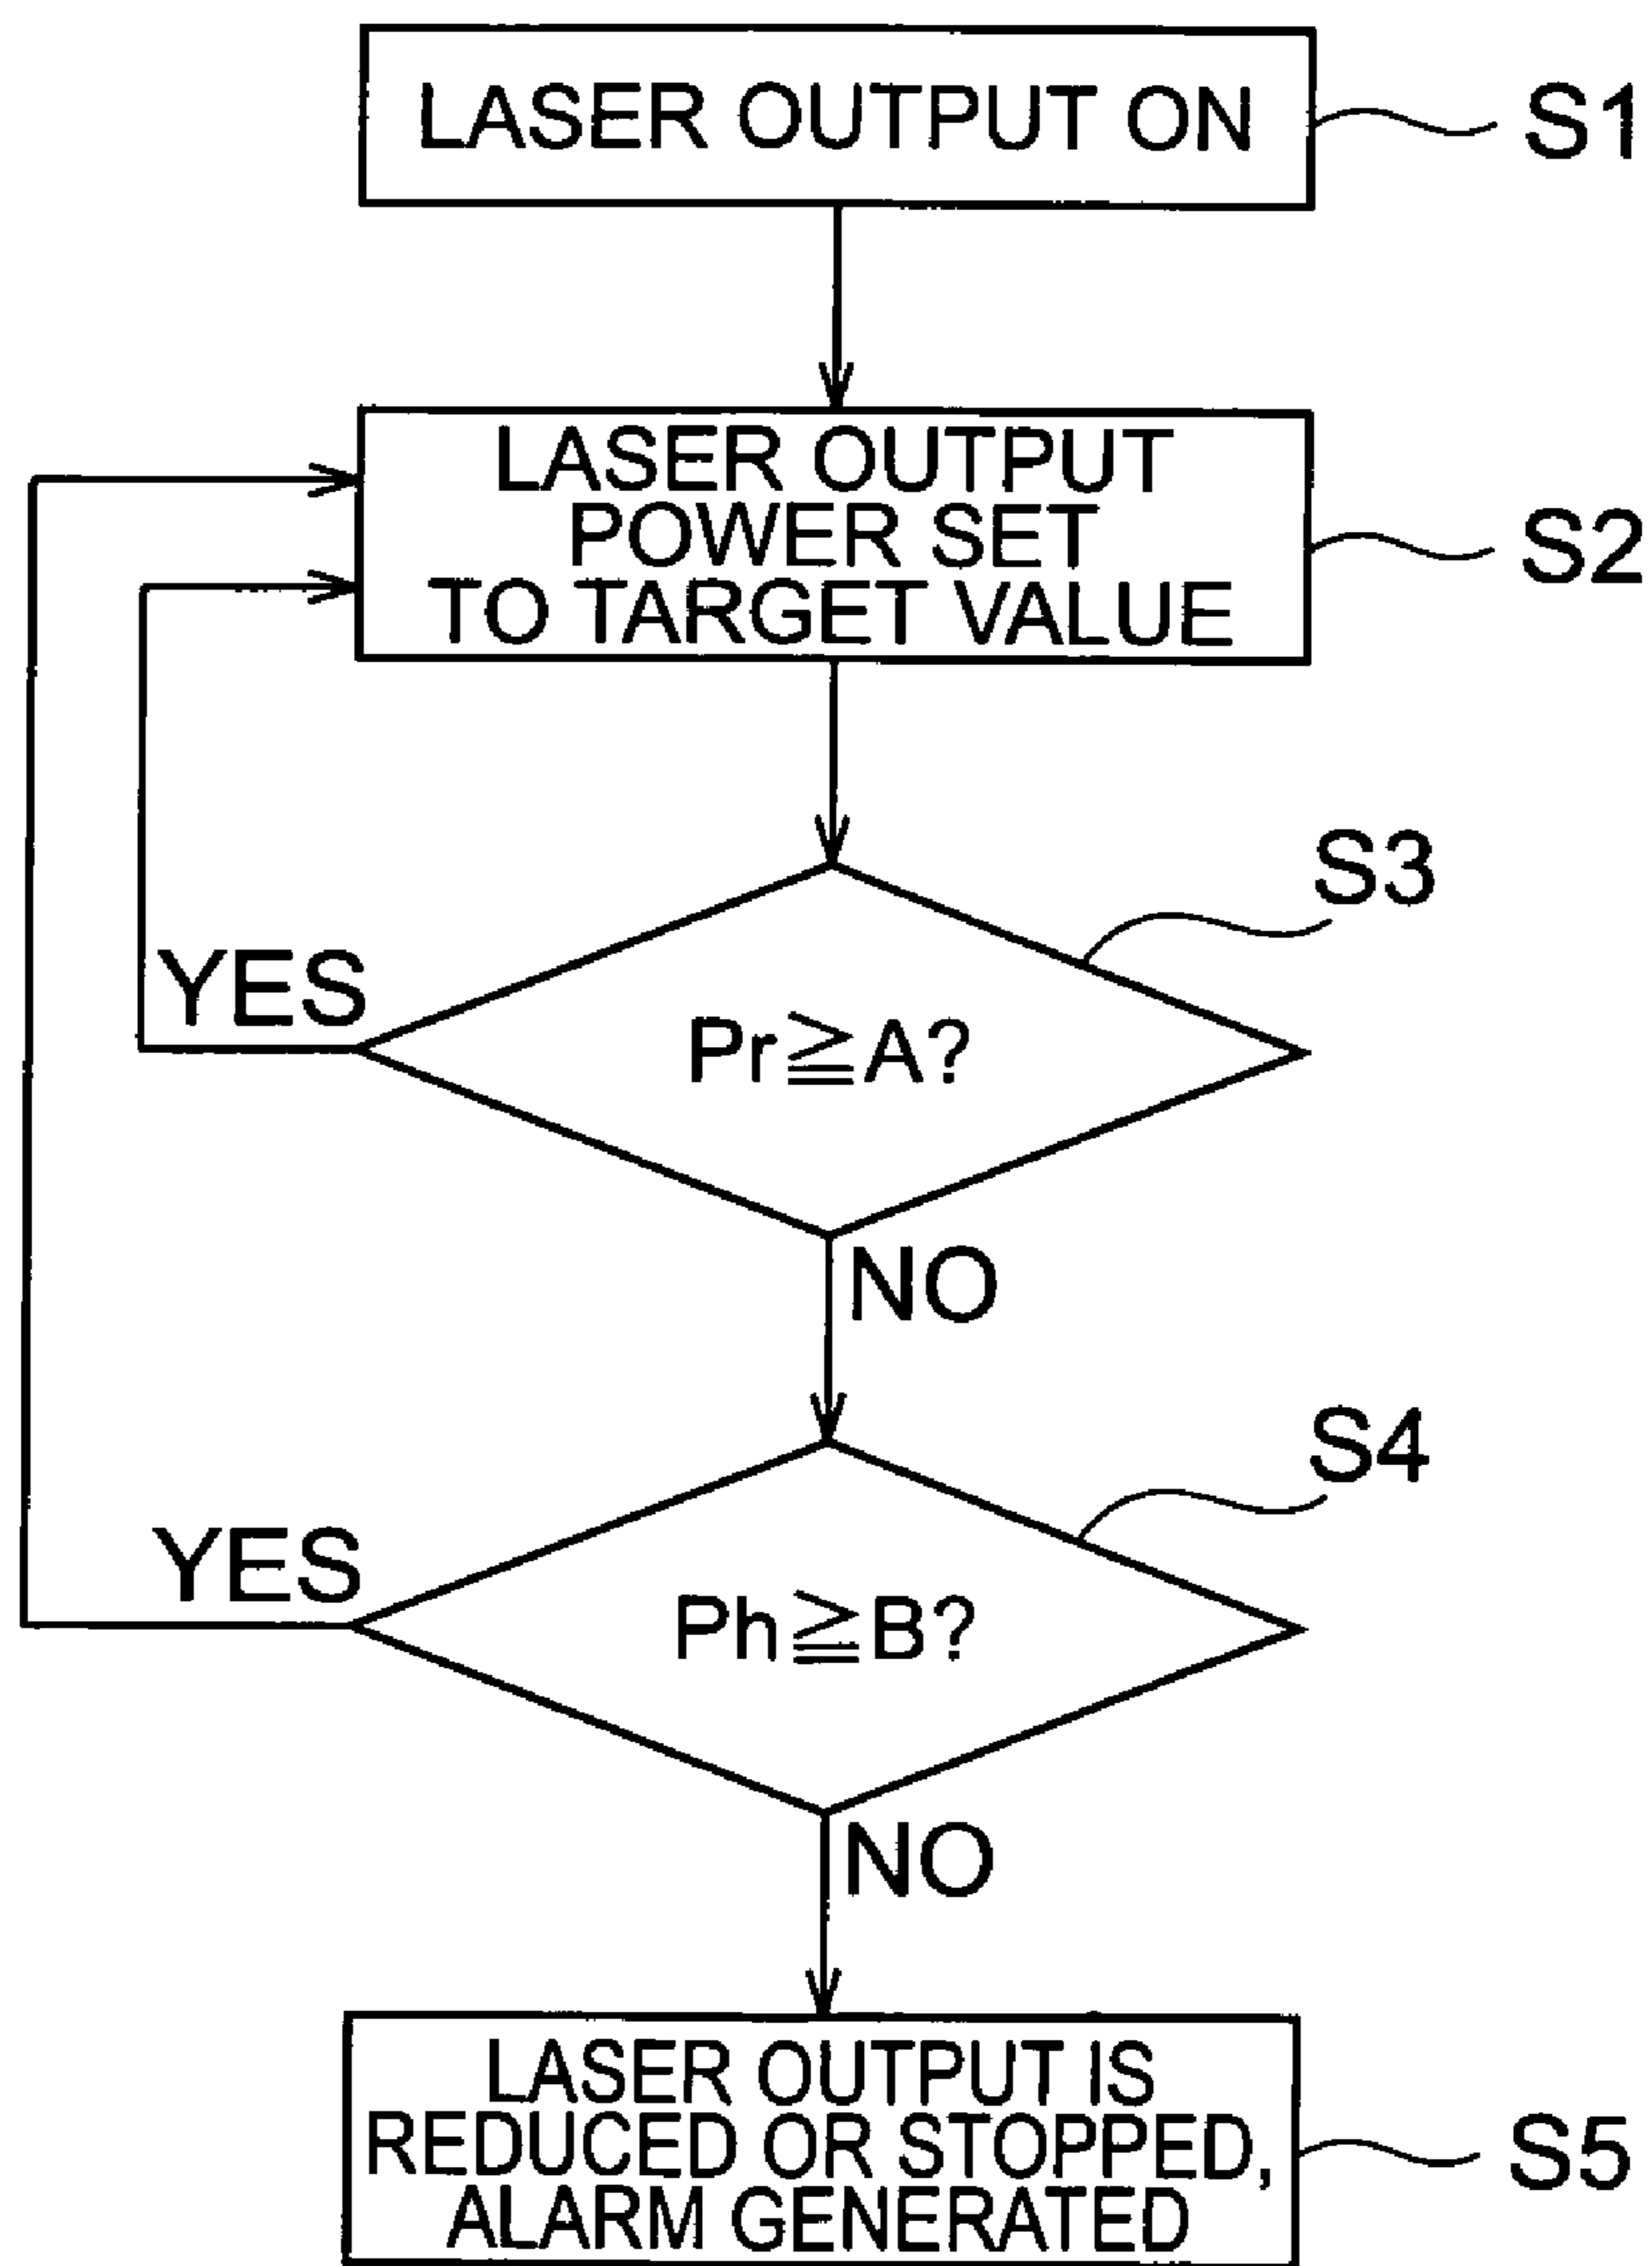 LASER OUTPUT ON
S1
LASER OUTPUT
POWER SET
TO TARGET VALUE
S2
S3
YES
Pr≧A?
NO
S4
YES
Ph≧B?
NO
LASER OUTPUT IS
REDUCED OR STOPPED,
ALARM GENERATED
S5